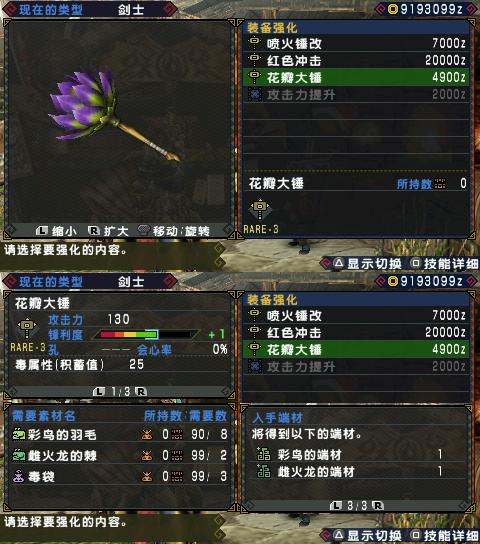 现在的类型 剑士
9193099z
装备强化
喷火锤改 7000z
红色冲击 20000z
花瓣大锤 4900z
攻击力提升 2000z
花瓣大锤 所持数 0
RARE-3
L 缩小 R 扩大 移动/旋转
请选择要强化的内容。
△ 显示切换 □ 技能详细
现在的类型 剑士
9193099z
花瓣大锤
攻击力 130
锋利度 +1
RARE-3 孔 --- 会心率 0%
毒属性(积蓄值) 25
L 1/3 R
装备强化
喷火锤改 7000z
红色冲击 20000z
花瓣大锤 4900z
攻击力提升 2000z
需要素材名 所持数/需要数
彩鸟的羽毛 0 90/ 8
雌火龙的棘 0 99/ 2
毒袋 0 99/ 3
入手端材
将得到以下的端材。
彩鸟的端材 1
雌火龙的端材 1
L 3/3 R
请选择要强化的内容。
△ 显示切换 □ 技能详细